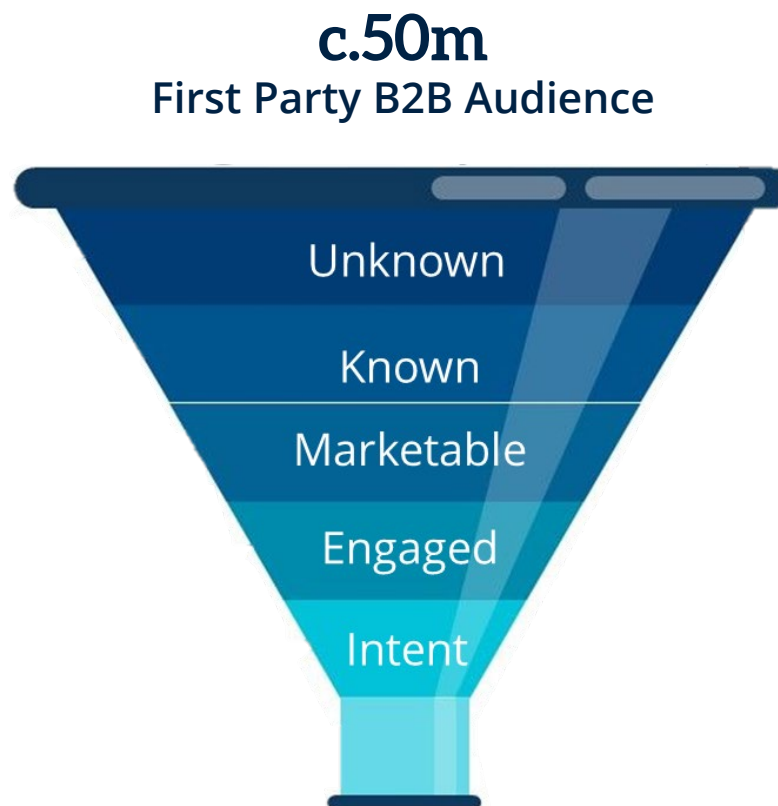 c.50m
First Party B2B Audience
Unknown
Known
Marketable
Engaged
Intent